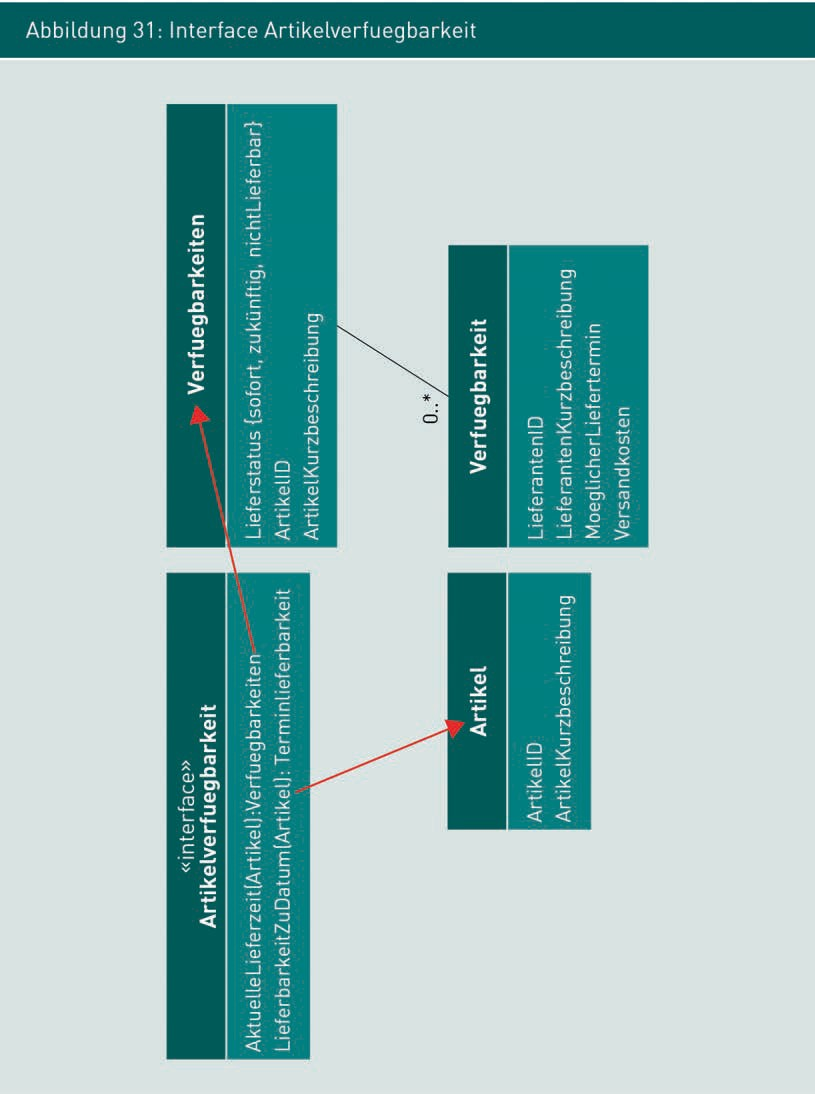 Abbildung 31: Interface Artikelverfuegbarkeit
«interface»
Artikelverfuegbarkeit
AktuelleLieferzeit(Artikel):Verfuegbarkeiten
LieferbarkeitZuDatum(Artikel): Terminlieferbarkeit
Verfuegbarkeiten
Lieferstatus {sofort, zukünftig, nichtLieferbar}
ArtikelID
ArtikelKurzbeschreibung
Artikel
ArtikelID
ArtikelKurzbeschreibung
0..*
Verfuegbarkeit
LieferantenID
LieferantenKurzbeschreibung
MoeglicherLiefertermin
Versandkosten